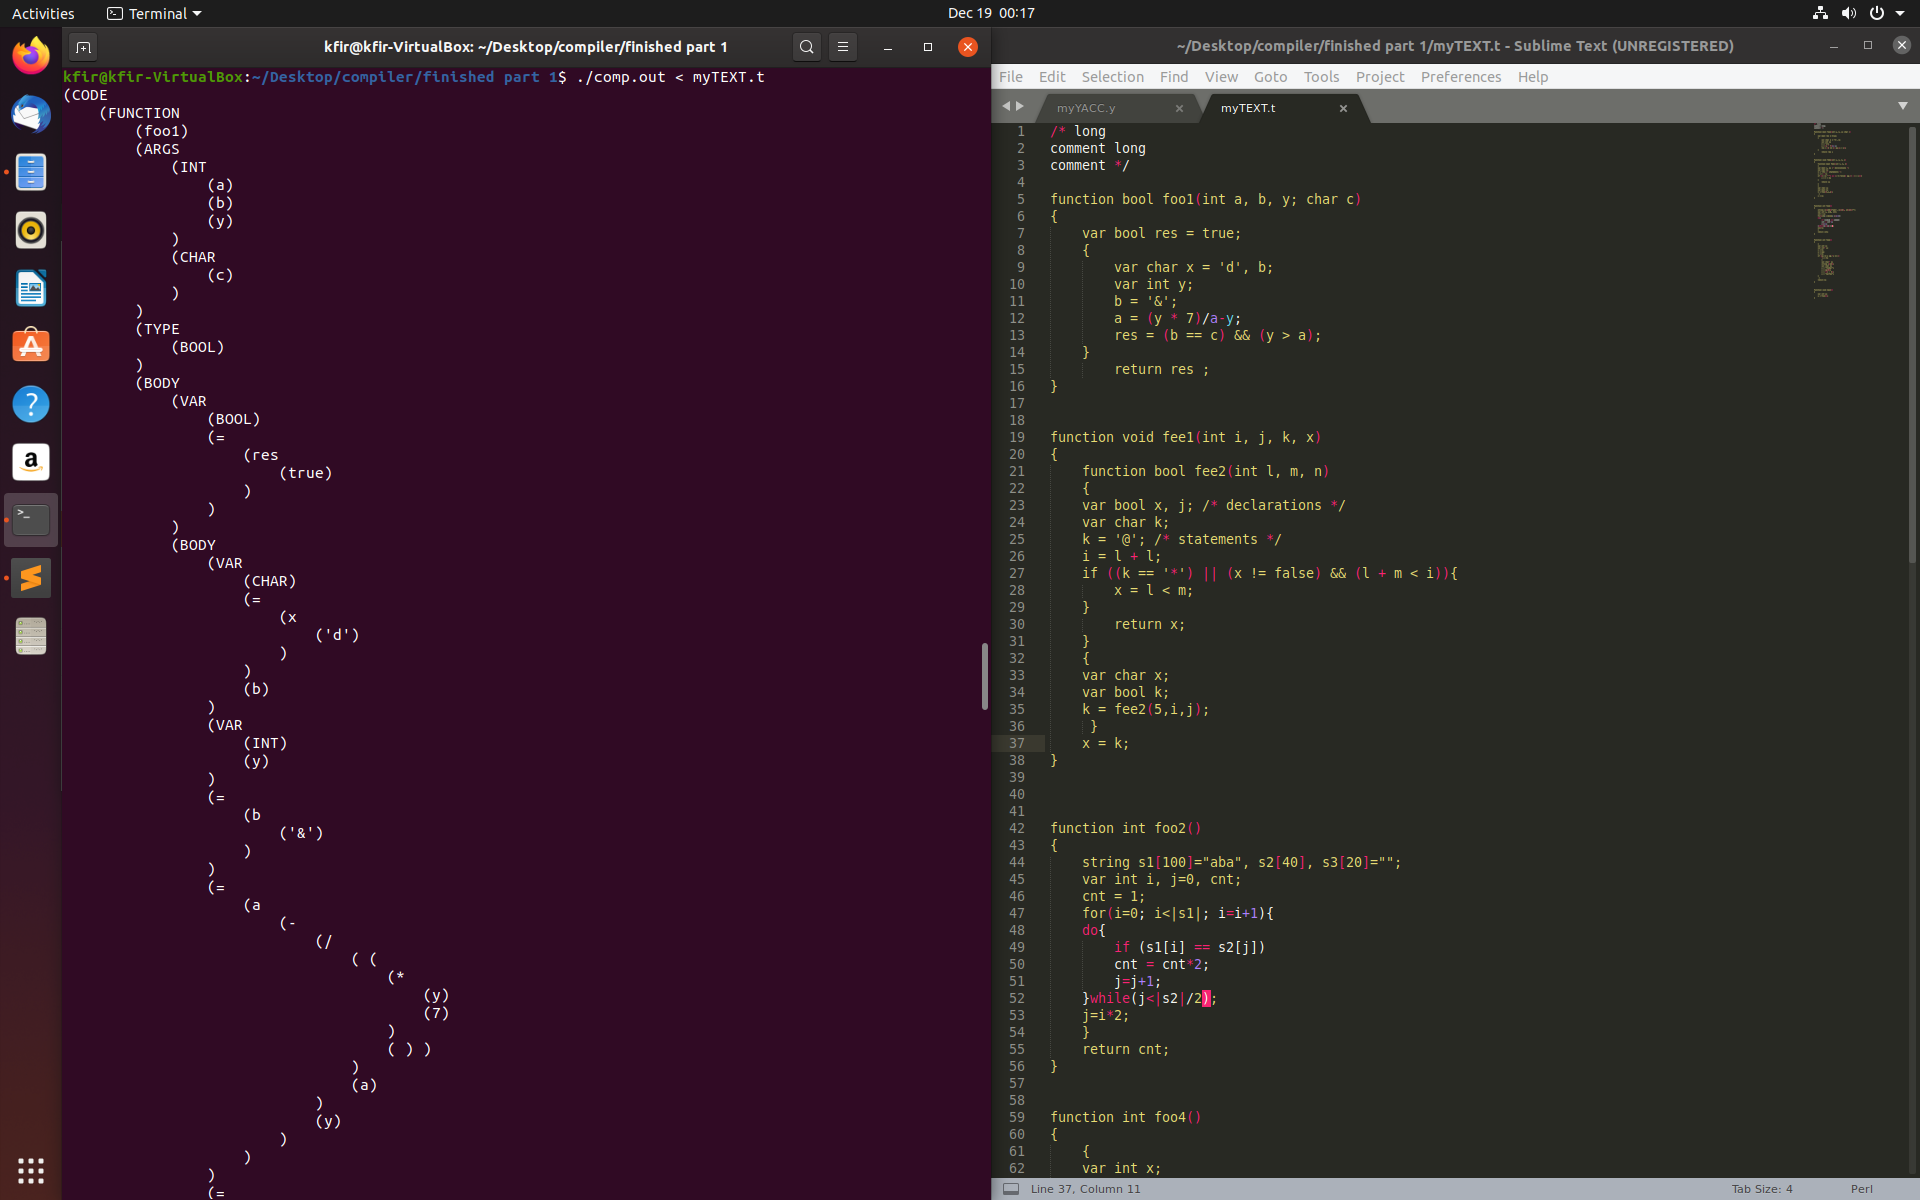 Activities
Terminal
Dec 19 00:17
kfir@kfir-VirtualBox: ~/Desktop/compiler/finished part 1
kfir@kfir-VirtualBox:~/Desktop/compiler/finished part 1$ ./comp.out < myTEXT.t
(CODE
(FUNCTION
(foo1)
(ARGS
(INT
(a)
(b)
(y)
)
(CHAR
(c)
)
)
(TYPE
(BOOL)
)
(BODY
(VAR
(BOOL)
(=
(res
(true)
)
)
)
(BODY
(VAR
(CHAR)
(=
(x
('d')
)
)
(b)
)
(VAR
(INT)
(y)
)
(=
(b
('&')
)
)
(=
(a
(-
(/
( (
(*
(y)
(7)
)
( ) )
)
(a)
)
(y)
)
)
)
(=
~/Desktop/compiler/finished part 1/myTEXT.t - Sublime Text (UNREGISTERED)
File Edit Selection Find View Goto Tools Project Preferences Help
myYACC.y
myTEXT.t
1 /* long
2 comment long
3 comment */
4
5 function bool foo1(int a, b, y; char c)
6 {
7 var bool res = true;
8 {
9 var char x = 'd', b;
10 var int y;
11 b = '&';
12 a = (y * 7)/a-y;
13 res = (b == c) && (y > a);
14 }
15 return res ;
16 }
17
18
19 function void fee1(int i, j, k, x)
20 {
21 function bool fee2(int l, m, n)
22 {
23 var bool x, j; /* declarations */
24 var char k;
25 k = '@'; /* statements */
26 i = l + l;
27 if ((k == '*') || (x != false) && (l + m < i)){
28 x = l < m;
29 }
30 return x;
31 }
32 {
33 var char x;
34 var bool k;
35 k = fee2(5,i,j);
36 }
37 x = k;
38 }
39
40
41
42 function int foo2()
43 {
44 string s1[100]="aba", s2[40], s3[20]="";
45 var int i, j=0, cnt;
46 cnt = 1;
47 for(i=0; i<|s1|; i=i+1){
48 do{
49 if (s1[i] == s2[j])
50 cnt = cnt*2;
51 j=j+1;
52 }while(j<|s2|/2);
53 j=i*2;
54 }
55 return cnt;
56 }
57
58
59 function int foo4()
60 {
61 {
62 var int x;
Line 37, Column 11
Tab Size: 4
Perl